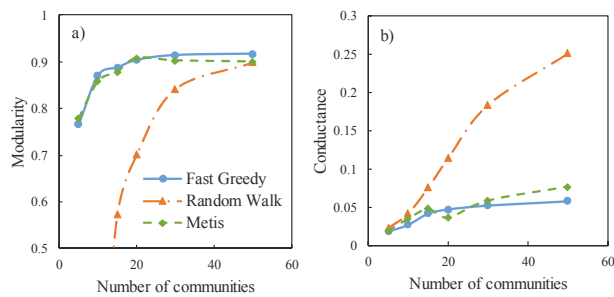 a)
1
0.9
0.8
0.7
0.6
0.5
0
20
40
60
Modularity
Number of communities
Fast Greedy
Random Walk
Metis
b)
0.3
0.25
0.2
0.15
0.1
0.05
0
0
20
40
60
Conductance
Number of communities